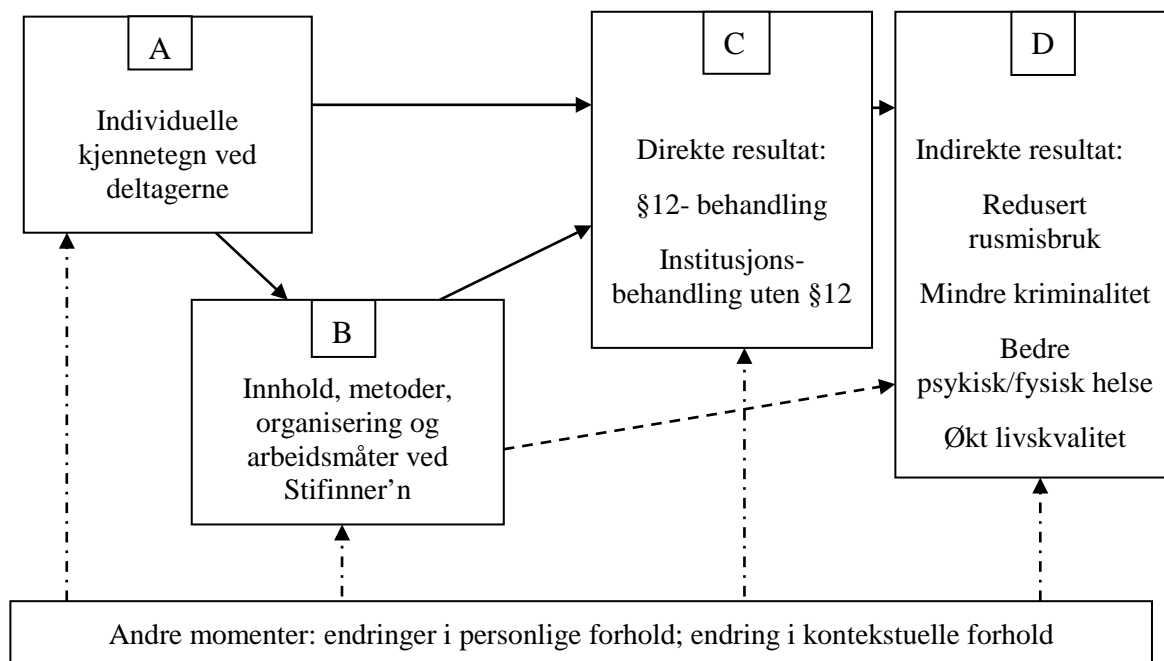 A
Individuelle
kjennetegn ved
deltagerne
B
Innhold, metoder,
organisering og
arbeidsmåter ved
Stifinner’n
C
Direkte resultat:
§12- behandling
Institusjons-
behandling uten §12
D
Indirekte resultat:
Redusert
rusmisbruk
Mindre kriminalitet
Bedre
psykisk/fysisk helse
Økt livskvalitet
Andre momenter: endringer i personlige forhold; endring i kontekstuelle forhold